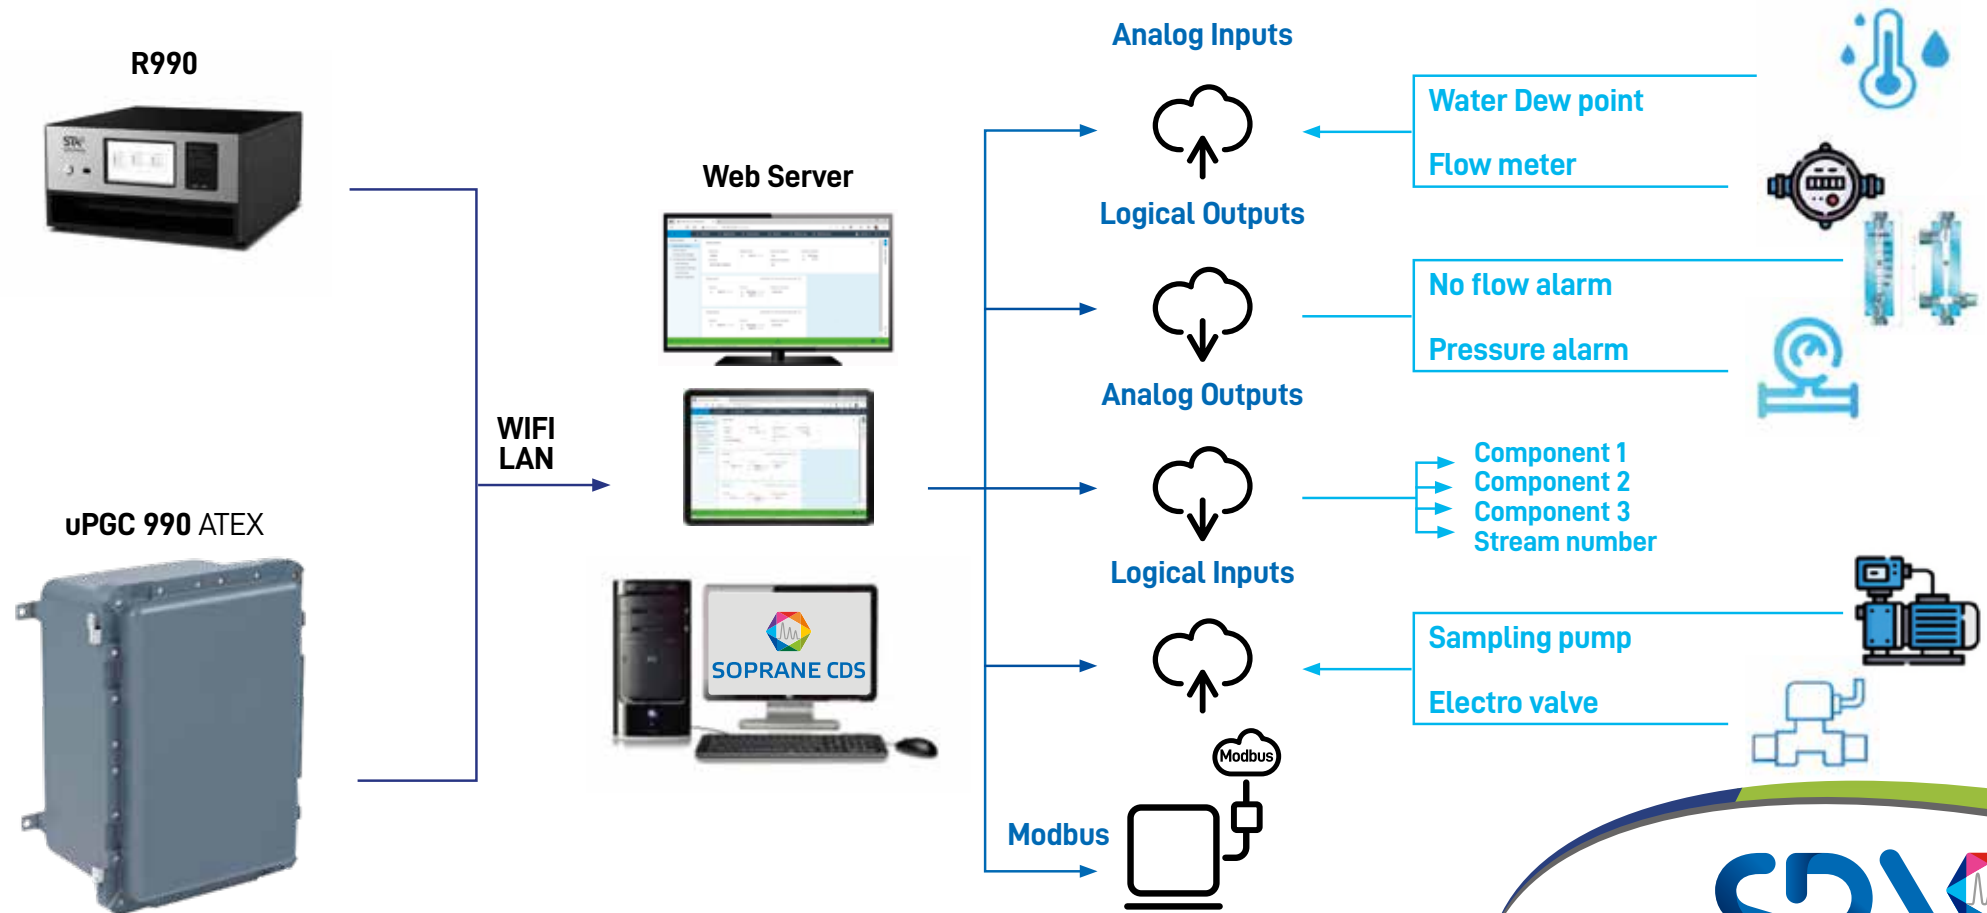 R990
uPGC 990 ATEX
WIFI
LAN
Web Server
SOPRANE CDS
Analog Inputs
Water Dew point
Flow meter
Logical Outputs
No flow alarm
Pressure alarm
Analog Outputs
Component 1
Component 2
Component 3
Stream number
Logical Inputs
Sampling pump
Electro valve
Modbus
Modbus